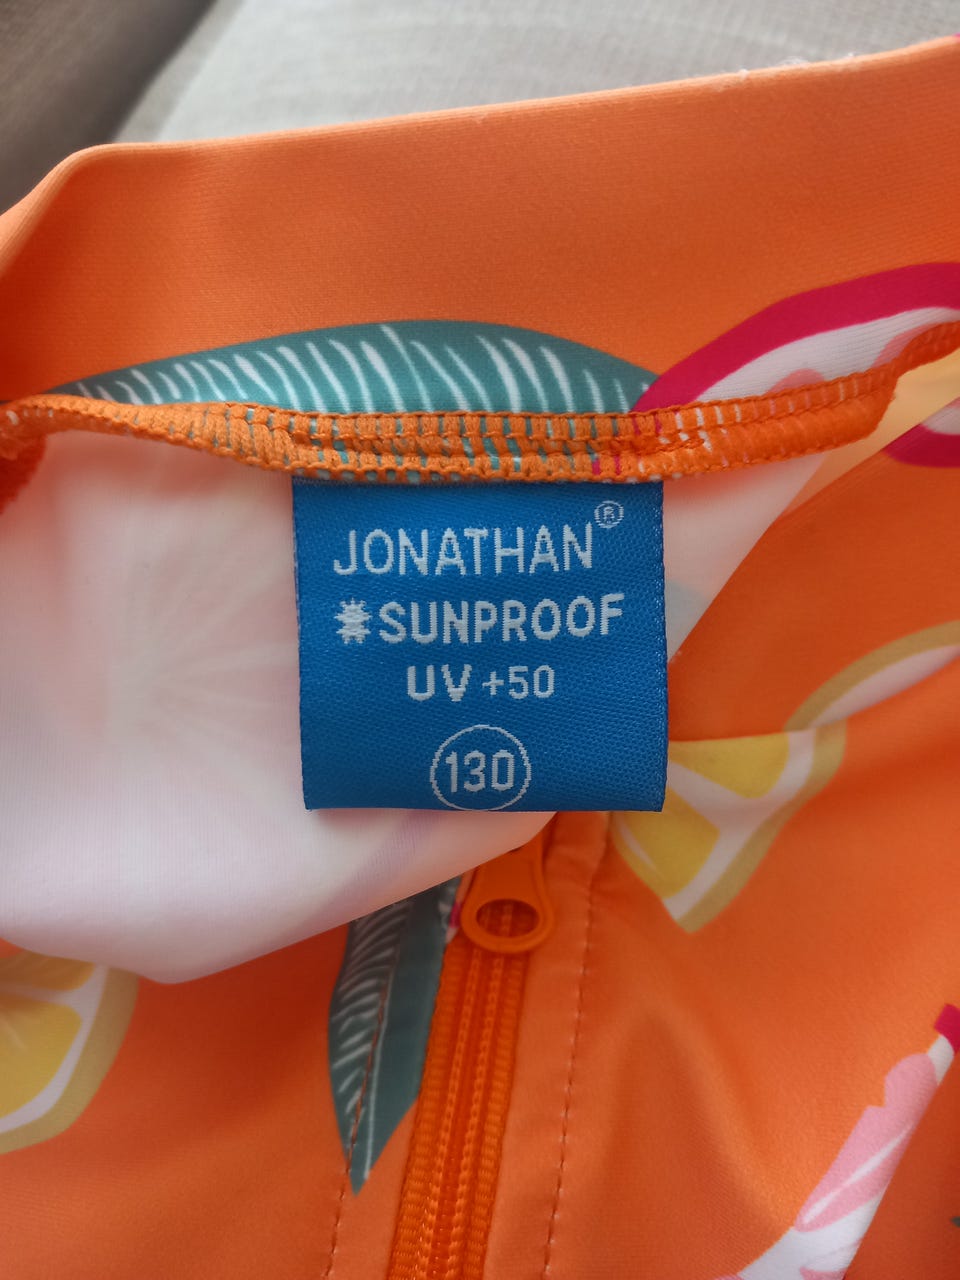 JONATHAN®
SUNPROOF
UV +50
130